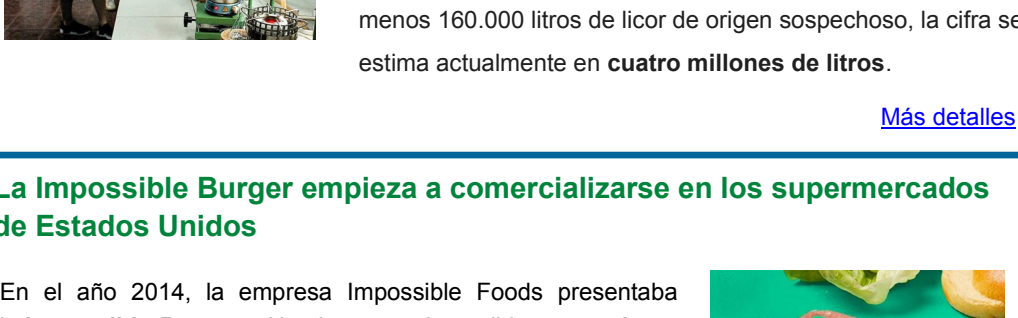 menos 160.000 litros de licor de origen sospechoso, la cifra se
estima actualmente en cuatro millones de litros.
Más detalles
La Impossible Burger empieza a comercializarse en los supermercados
de Estados Unidos
En el año 2014, la empresa Impossible Foods presentaba